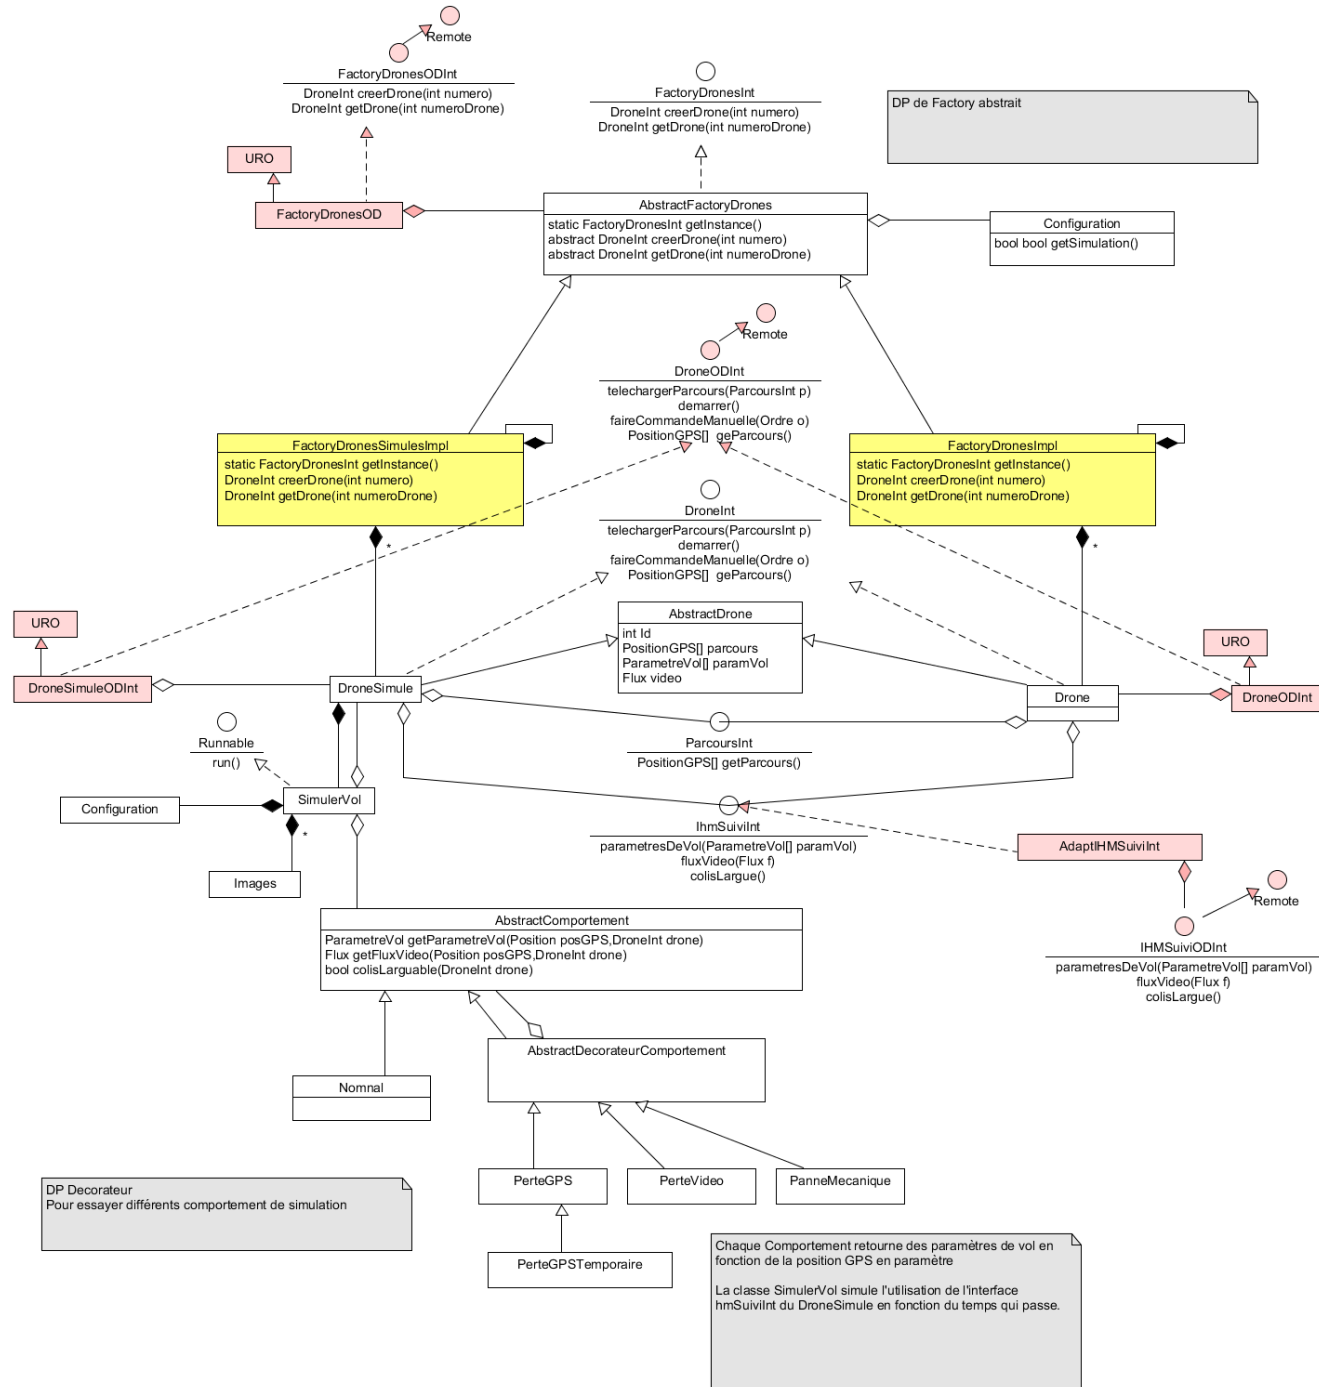 Remote
FactoryDronesODInt
DroneInt creerDrone(int numero)
DroneInt getDrone(int numeroDrone)
FactoryDronesInt
DroneInt creerDrone(int numero)
DroneInt getDrone(int numeroDrone)
DP de Factory abstrait
URO
FactoryDronesOD
AbstractFactoryDrones
static FactoryDronesInt getInstance()
abstract DroneInt creerDrone(int numero)
abstract DroneInt getDrone(int numeroDrone)
Configuration
bool bool getSimulation()
Remote
DroneODInt
telechargerParcours(ParcoursInt p)
demarrer()
faireCommandeManuelle(Ordre o)
PositionGPS[] geParcours()
FactoryDronesSimulesImpl
static FactoryDronesInt getInstance()
DroneInt creerDrone(int numero)
DroneInt getDrone(int numeroDrone)
*
FactoryDronesImpl
static FactoryDronesInt getInstance()
DroneInt creerDrone(int numero)
DroneInt getDrone(int numeroDrone)
*
DroneInt
telechargerParcours(ParcoursInt p)
demarrer()
faireCommandeManuelle(Ordre o)
PositionGPS[] geParcours()
AbstractDrone
int Id
PositionGPS[] parcours
ParametreVol[] paramVol
Flux video
URO
DroneSimuleODInt
DroneSimule
Drone
URO
DroneODInt
Runnable
run()
ParcoursInt
PositionGPS[] getParcours()
Configuration
SimulerVol
*
Images
IhmSuiviInt
parametresDeVol(ParametreVol[] paramVol)
fluxVideo(Flux f)
colisLargue()
AdaptIHMSuiviInt
Remote
IHMSuiviODInt
parametresDeVol(ParametreVol[] paramVol)
fluxVideo(Flux f)
colisLargue()
AbstractComportement
ParametreVol getParametreVol(Position posGPS,DroneInt drone)
Flux getFluxVideo(Position posGPS,DroneInt drone)
bool colisLarguable(DroneInt drone)
AbstractDecorateurComportement
Nomnal
PerteGPS
PerteVideo
PanneMecanique
PerteGPSTemporaire
DP Decorateur
Pour essayer différents comportement de simulation
Chaque Comportement retourne des paramètres de vol en
fonction de la position GPS en paramètre
La classe SimulerVol simule l'utilisation de l'interface
hmSuiviInt du DroneSimule en fonction du temps qui passe.